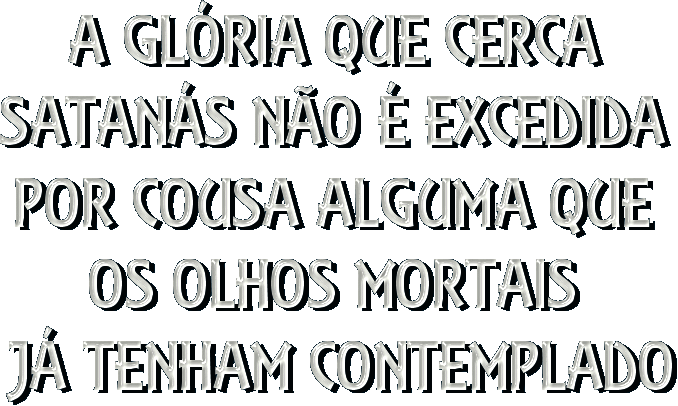 A GLÓRIA QUE CERCA
SATANÁS NÃO É EXCEDIDA
POR COUSA ALGUMA QUE
OS OLHOS MORTAIS
JÁ TENHAM CONTEMPLADO